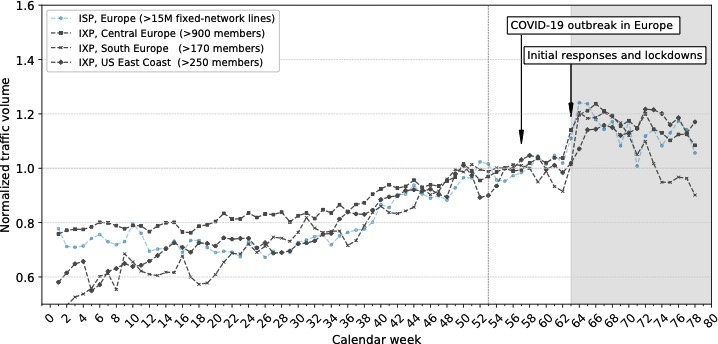 1.6
1.4
1.2
1.0
0.8
0.6
Normalized traffic volume
ISP, Europe (>15M fixed-network lines)
IXP, Central Europe (>900 members)
IXP, South Europe (>170 members)
IXP, US East Coast (>250 members)
COVID-19 outbreak in Europe
Initial responses and lockdowns
0 2 4 6 8 10 12 14 16 18 20 22 24 26 28 30 32 34 36 38 40 42 44 46 48 50 52 54 56 58 60 62 64 66 68 70 72 74 76 78 80
Calendar week